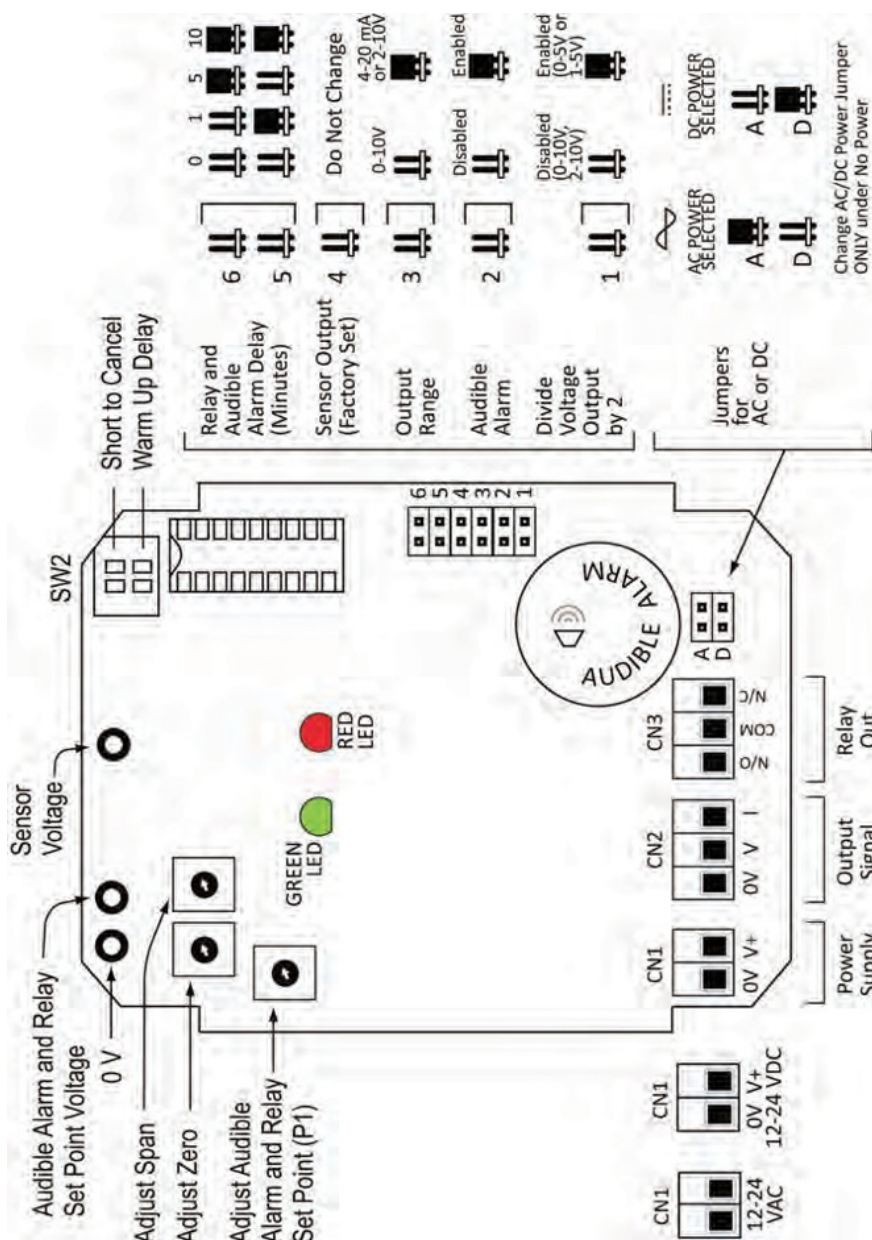 Audible Alarm and Relay
Set Point Voltage
0 V
Adjust Span
Adjust Zero
Adjust Audible
Alarm and Relay
Set Point (P1)
Sensor
Voltage
SW2
Short to Cancel
Warm Up Delay
GREEN
LED
RED
LED
6
5
4
3
2
1
AUDIBLE ALARM
A
D
CN1
0V V+
Power
Supply
CN2
0V V I
Output
Signal
CN3
N/O COM N/C
Relay
Out
CN1
12-24
VAC
CN1
0V V+
12-24 VDC
Relay and
Audible
Alarm Delay
(Minutes)
6
5
0 1 5 10
Sensor Output
(Factory Set)
4
Do Not Change
Output
Range
3
0-10V
4-20 mA
or 2-10V
Audible
Alarm
2
Disabled
Enabled
Divide
Voltage
Output
by 2
1
Disabled
(0-10V,
2-10V)
Enabled
(0-5V or
1-5V)
Jumpers
for
AC or DC
AC POWER
SELECTED
A
D
DC POWER
SELECTED
A
D
Change AC/DC Power Jumper
ONLY under No Power